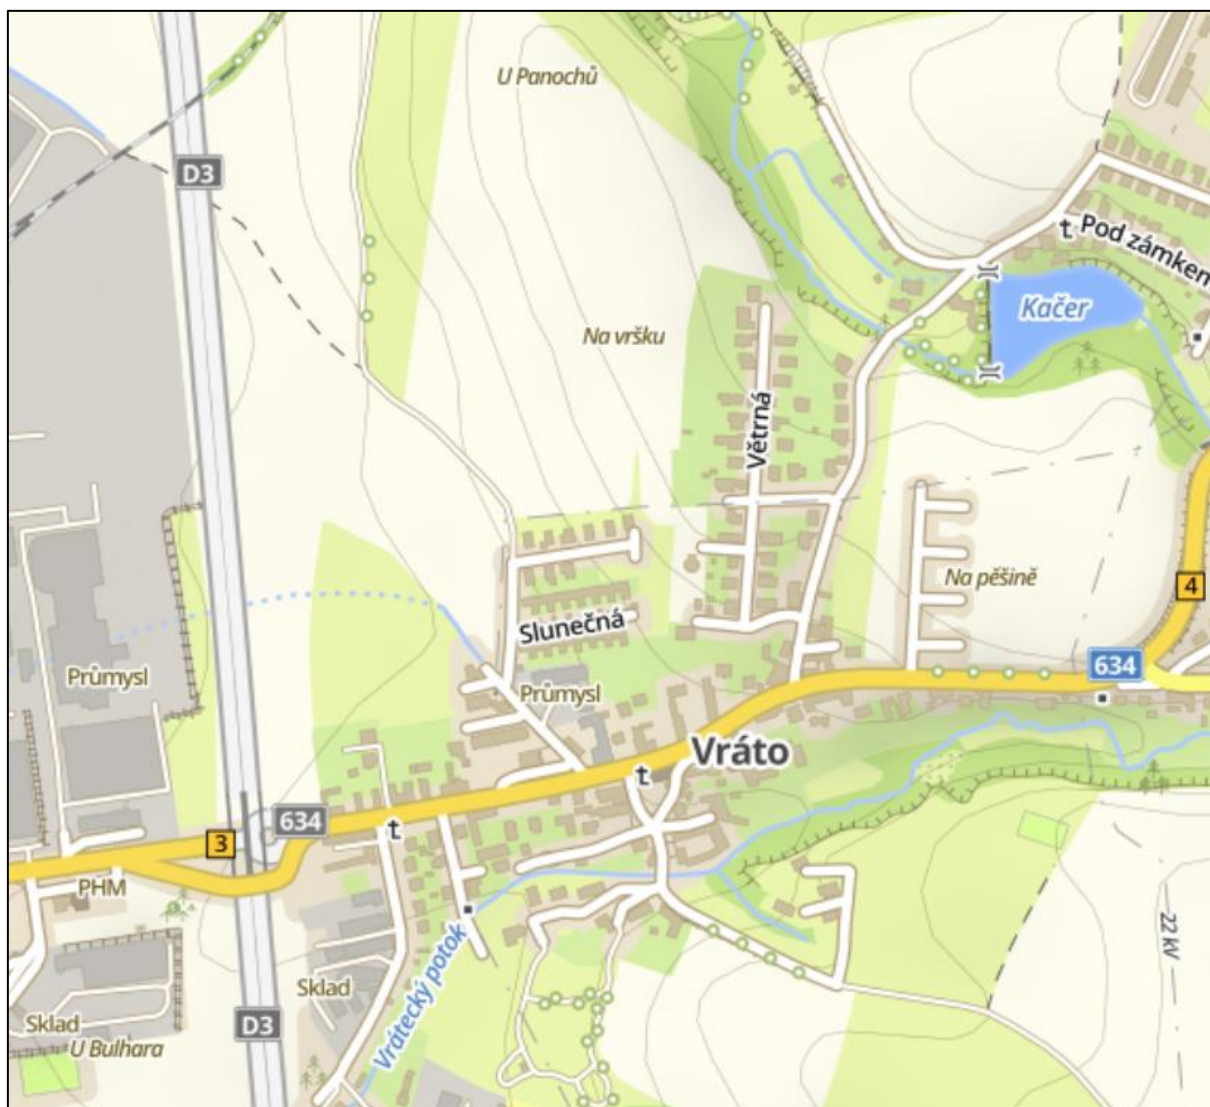 U Panochů
D3
Pod zámkem
Kačer
Na vršku
Větrná
Na pěšině
4
Slunečná
634
Průmysl
Průmysl
Vráto
634
3
PHM
22 kV
Vrátecký potok
Sklad
D3
Sklad
U Bulhara